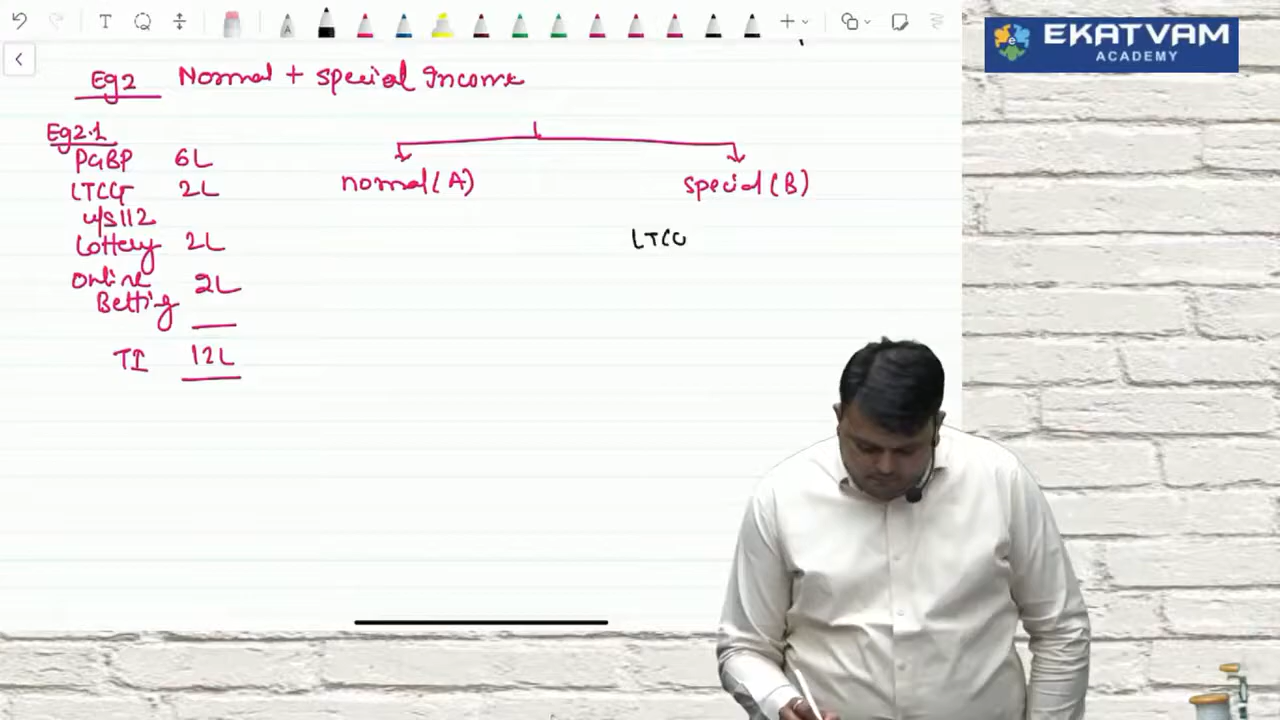 EKATVAM
ACADEMY
Eg2 Normal + special Income
Eg2.1
PGBP 6L
LTCG 2L
u/s112
Lottery 2L
Online
Betting 2L
TI 12L
normal(A) special(B)
LTCG